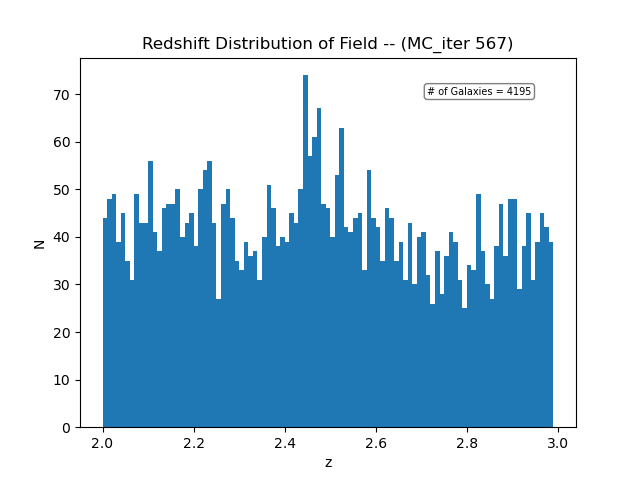 Redshift Distribution of Field -- (MC_iter 567)
# of Galaxies = 4195
70
60
50
40
30
20
10
0
N
2.0 2.2 2.4 2.6 2.8 3.0
z